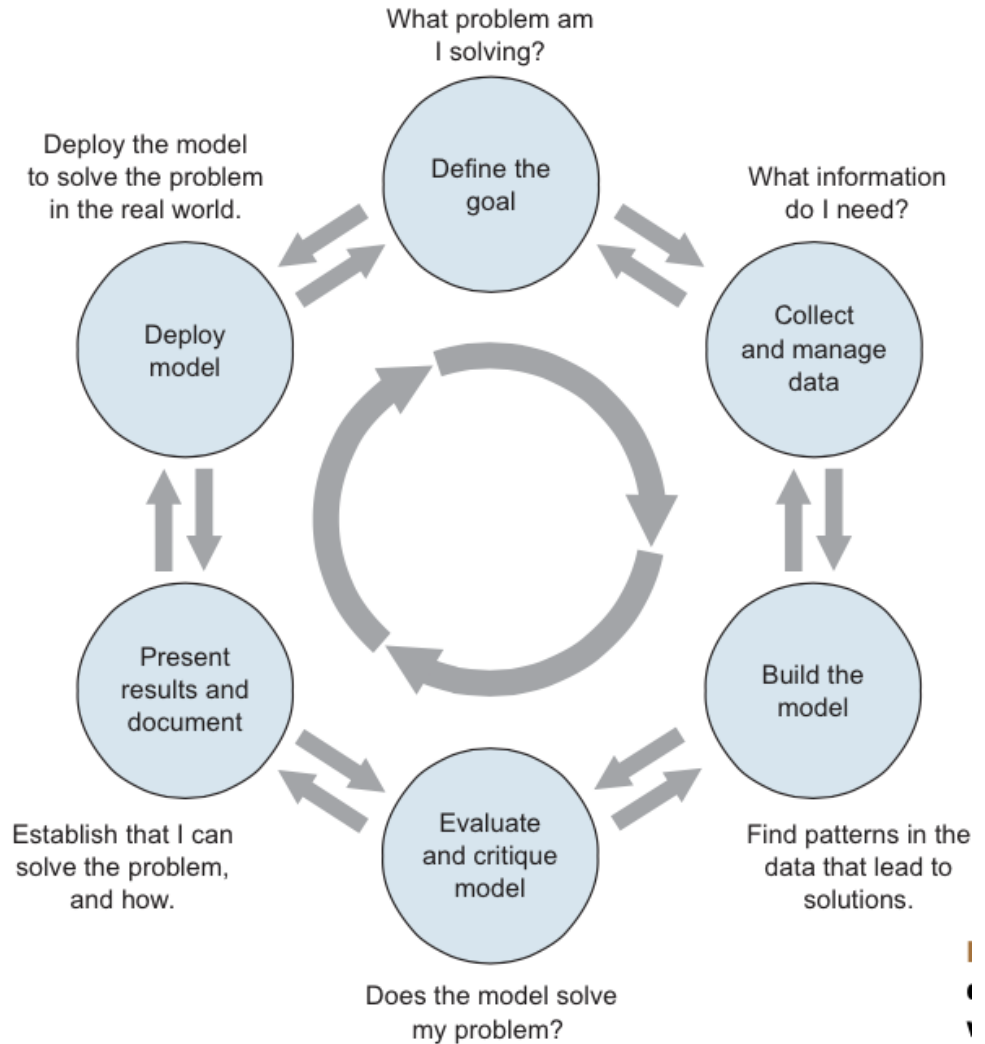 What problem am
I solving?
Define the
goal
What information
do I need?
Collect
and manage
data
Build the
model
Find patterns in the
data that lead to
solutions.
Evaluate
and critique
model
Does the model solve
my problem?
Present
results and
document
Establish that I can
solve the problem,
and how.
Deploy the model
to solve the problem
in the real world.
Deploy
model